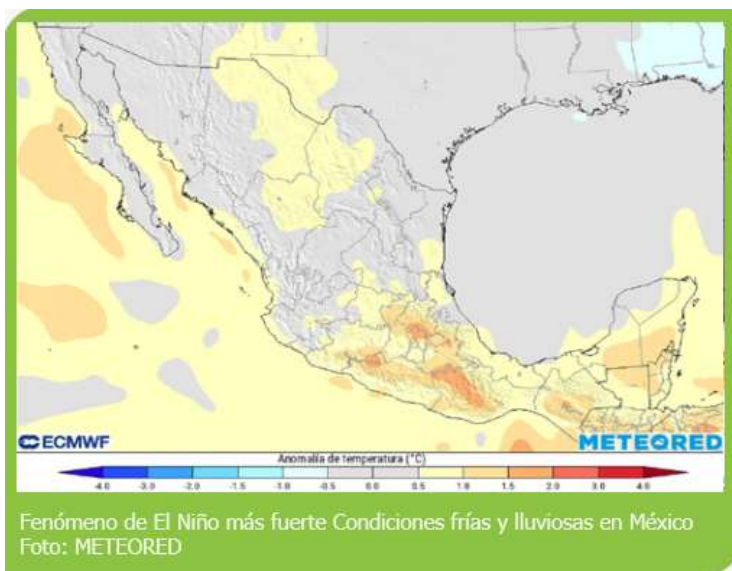 ECMWF
METEORED
Anomalía de temperatura (°C)
-4.0 -3.0 -2.0 -1.5 -1.0 -0.5 0.0 0.5 1.0 1.5 2.0 3.0 4.0
Fenómeno de El Niño más fuerte Condiciones frías y lluviosas en México
Foto: METEORED